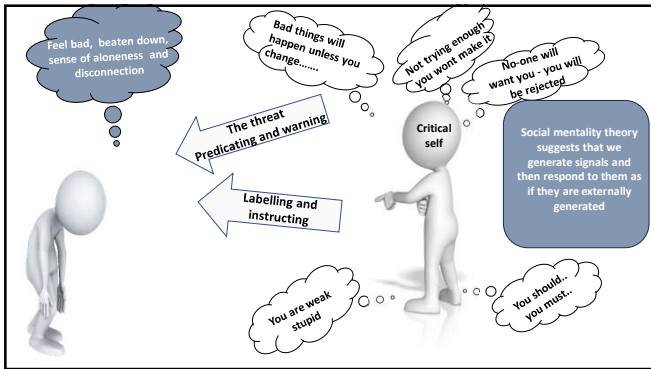 Feel bad, beaten down,
sense of aloneness and
disconnection
Bad things will
happen unless you
change.......
Not trying enough
you wont make it
No-one will
want you - you will
be rejected
The threat
Predicating and warning
Critical
self
Social mentality theory
suggests that we
generate signals and
then respond to them as
if they are externally
generated
Labelling and
instructing
You are weak
stupid
You should..
you must..